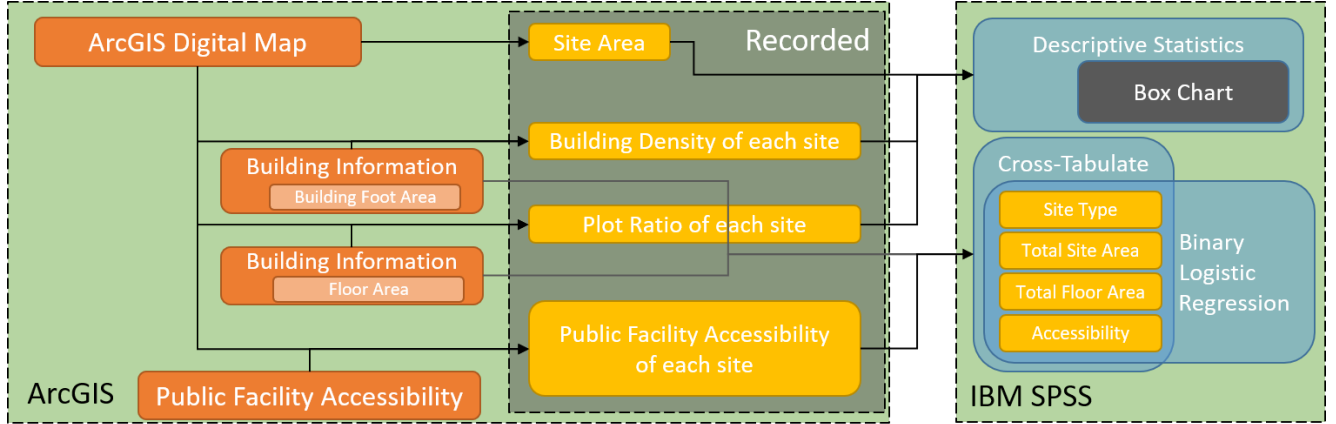 ArcGIS Digital Map
Site Area
Recorded
Building Density of each site
Building Information
Building Foot Area
Plot Ratio of each site
Building Information
Floor Area
Public Facility Accessibility
of each site
Public Facility Accessibility
ArcGIS
Descriptive Statistics
Box Chart
Cross-Tabulate
Site Type
Total Site Area
Total Floor Area
Accessibility
Binary
Logistic
Regression
IBM SPSS